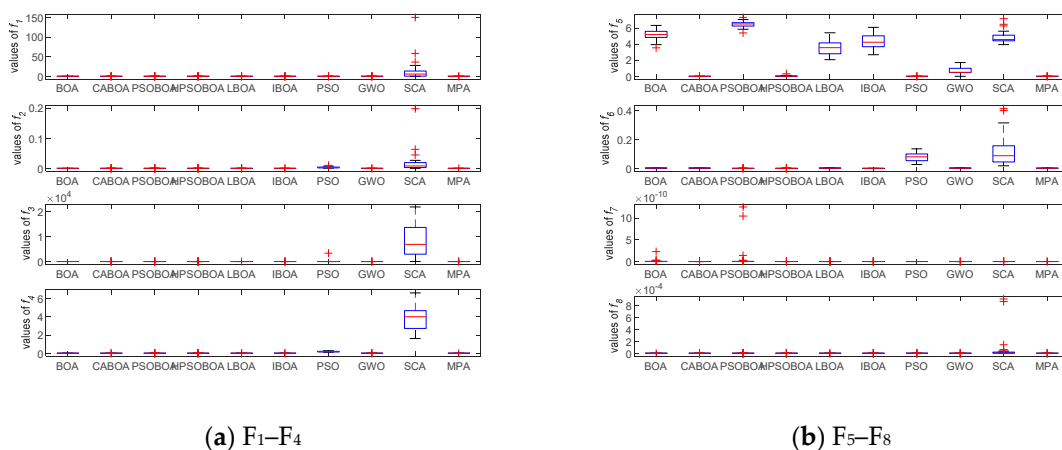 values of f1
150
100
50
0
BOA CABOA PSOBOA HPSOBOA LBOA IBOA PSO GWO SCA MPA
values of f2
0.2
0.1
0
BOA CABOA PSOBOA HPSOBOA LBOA IBOA PSO GWO SCA MPA
×10^4
values of f3
2
1
0
BOA CABOA PSOBOA HPSOBOA LBOA IBOA PSO GWO SCA MPA
values of f4
6
4
2
0
BOA CABOA PSOBOA HPSOBOA LBOA IBOA PSO GWO SCA MPA
(a) F1–F4
values of f5
6
4
2
0
BOA CABOA PSOBOA HPSOBOA LBOA IBOA PSO GWO SCA MPA
values of f6
0.4
0.2
0
BOA CABOA PSOBOA HPSOBOA LBOA IBOA PSO GWO SCA MPA
×10^-10
values of f7
10
5
0
BOA CABOA PSOBOA HPSOBOA LBOA IBOA PSO GWO SCA MPA
×10^-4
values of f8
8
6
4
2
0
BOA CABOA PSOBOA HPSOBOA LBOA IBOA PSO GWO SCA MPA
(b) F5–F8